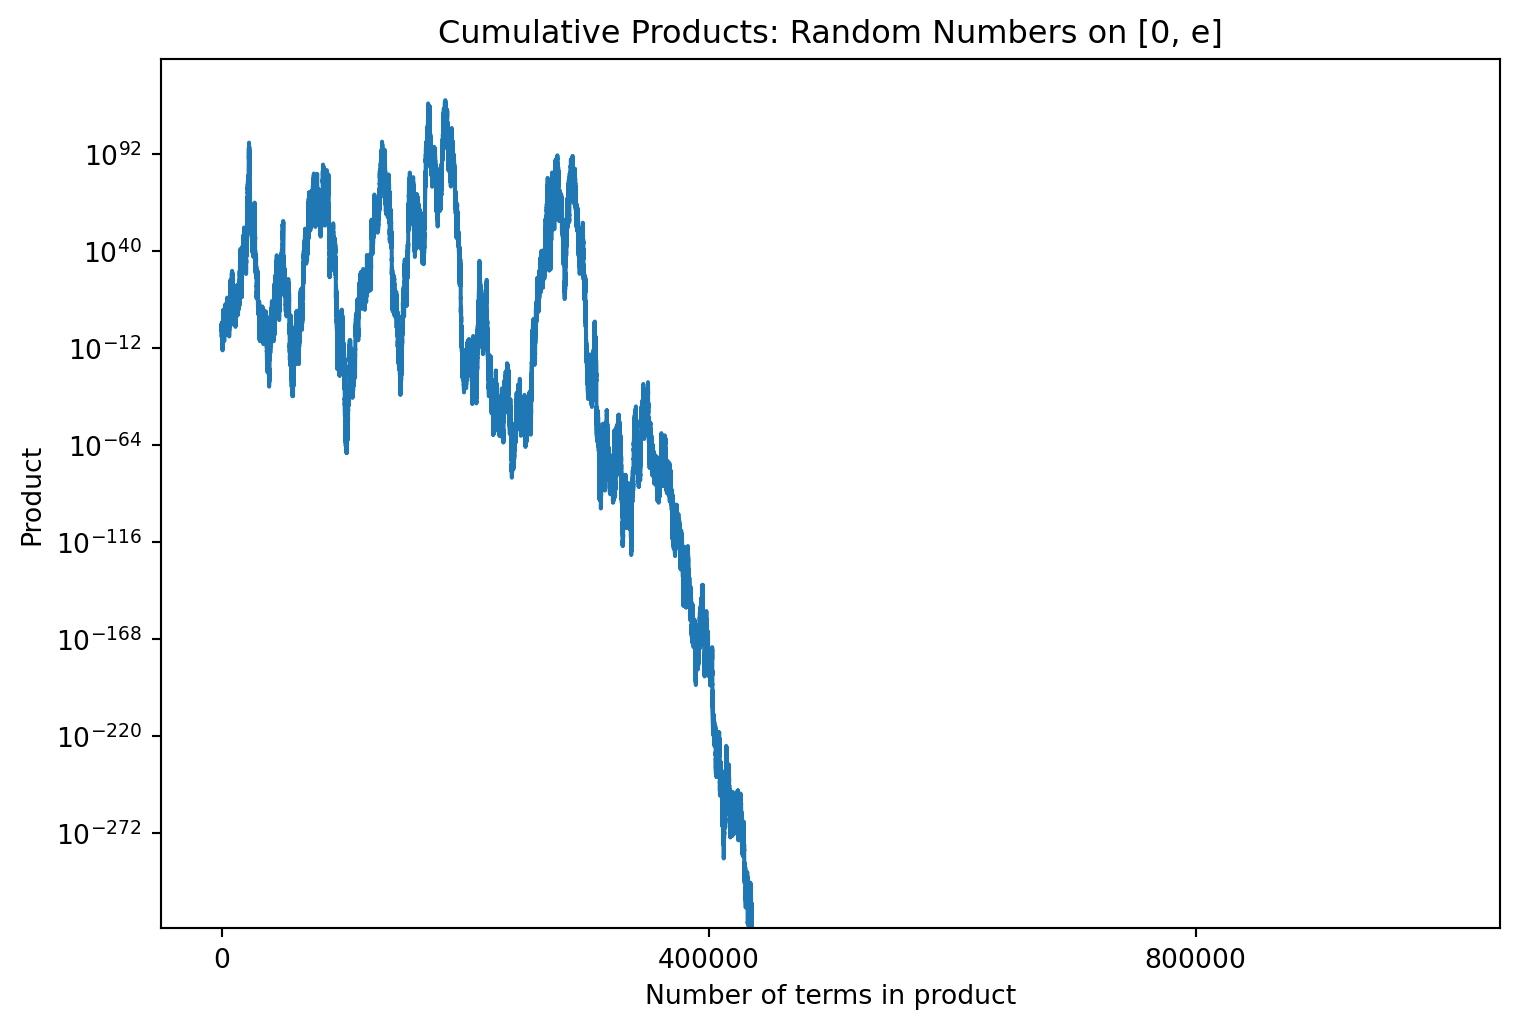 Cumulative Products: Random Numbers on [0, e]
Product
10^92
10^40
10^−12
10^−64
10^−116
10^−168
10^−220
10^−272
0 400000 800000
Number of terms in product